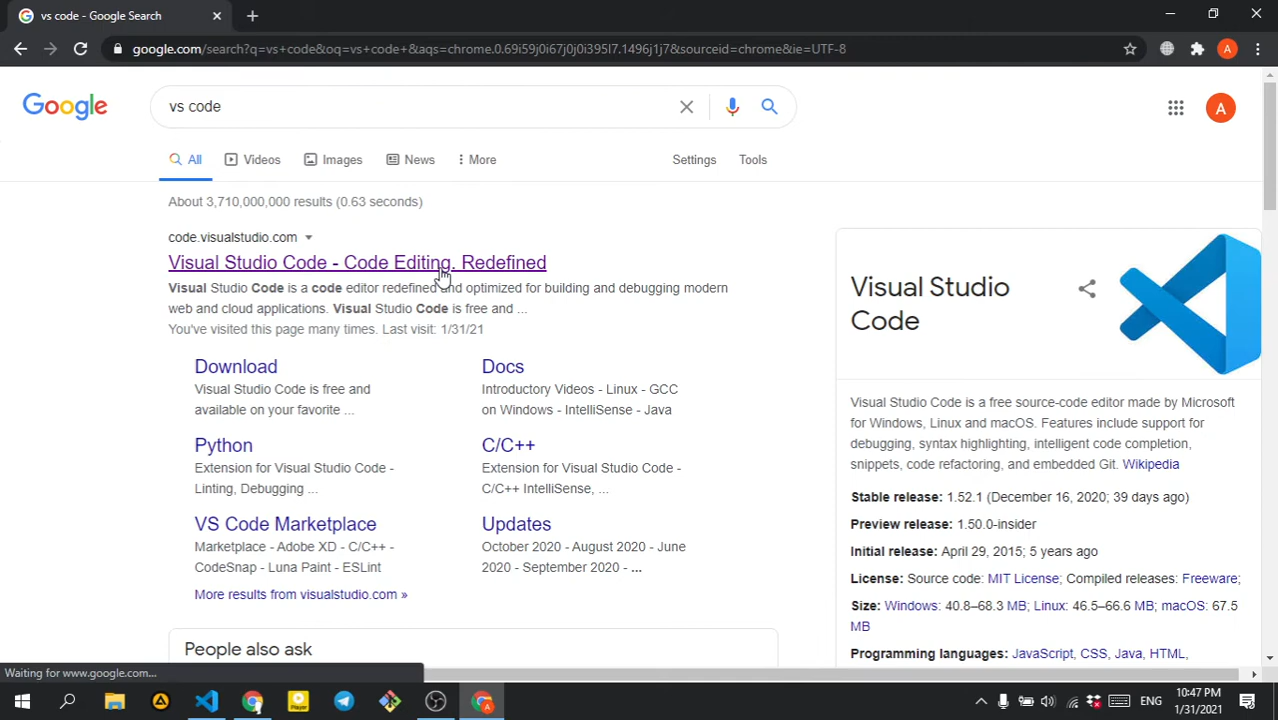 vs code - Google Search
google.com/search?q=vs+code&oq=vs+code+&aqs=chrome.0.69i59j0i67j0j0i395l7.1496j1j7&sourceid=chrome&ie=UTF-8
A
Google
vs code
A
All
Videos
Images
News
More
Settings
Tools
About 3,710,000,000 results (0.63 seconds)
code.visualstudio.com
Visual Studio Code - Code Editing. Redefined
Visual Studio Code is a code editor redefined and optimized for building and debugging modern
web and cloud applications. Visual Studio Code is free and ...
You've visited this page many times. Last visit: 1/31/21
Download
Visual Studio Code is free and
available on your favorite ...
Docs
Introductory Videos - Linux - GCC
on Windows - IntelliSense - Java
Python
Extension for Visual Studio Code -
Linting, Debugging ...
C/C++
Extension for Visual Studio Code -
C/C++ IntelliSense, ...
VS Code Marketplace
Marketplace - Adobe XD - C/C++ -
CodeSnap - Luna Paint - ESLint
Updates
October 2020 - August 2020 - June
2020 - September 2020 - ...
More results from visualstudio.com »
People also ask
Visual Studio
Code
Visual Studio Code is a free source-code editor made by Microsoft
for Windows, Linux and macOS. Features include support for
debugging, syntax highlighting, intelligent code completion,
snippets, code refactoring, and embedded Git. Wikipedia
Stable release: 1.52.1 (December 16, 2020; 39 days ago)
Preview release: 1.50.0-insider
Initial release: April 29, 2015; 5 years ago
License: Source code: MIT License; Compiled releases: Freeware;
Size: Windows: 40.8–68.3 MB; Linux: 46.5–66.6 MB; macOS: 67.5
MB
Programming languages: JavaScript, CSS, Java, HTML,
Waiting for www.google.com...
ENG
10:47 PM
1/31/2021